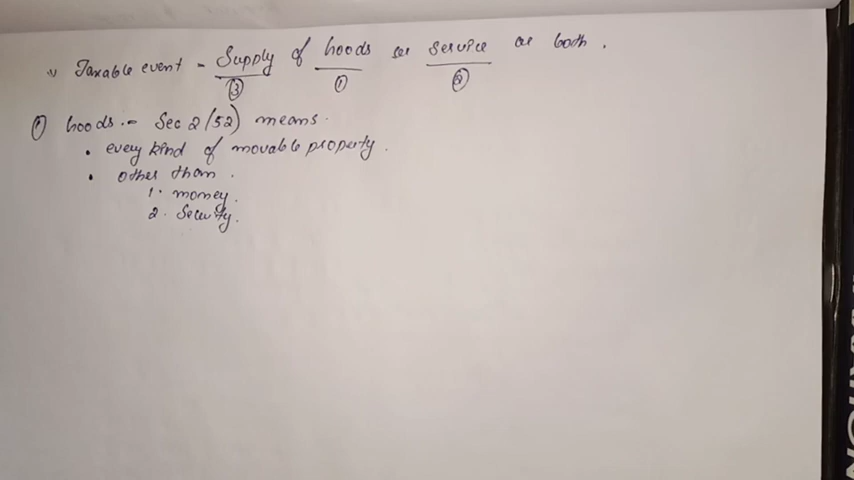 Taxable event - Supply of Goods or Service or both.
③ ① ②
① Goods :- Sec 2(52) means.
• every kind of movable property.
• other than.
1. money.
2. Security.